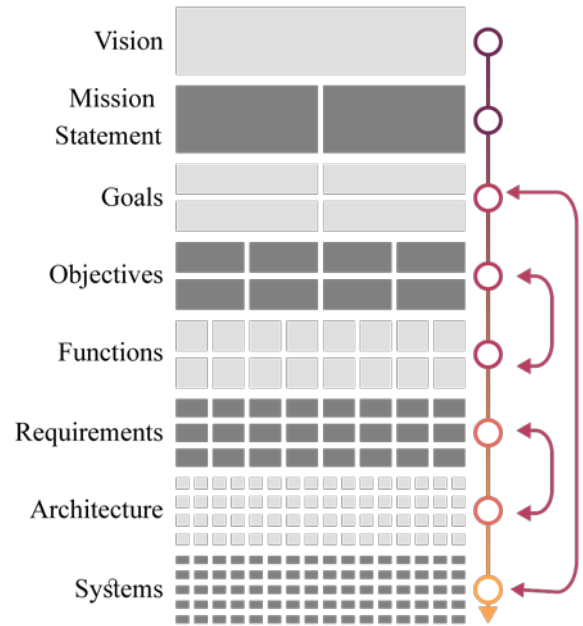 Vision
Mission
Statement
Goals
Objectives
Functions
Requirements
Architecture
Systems